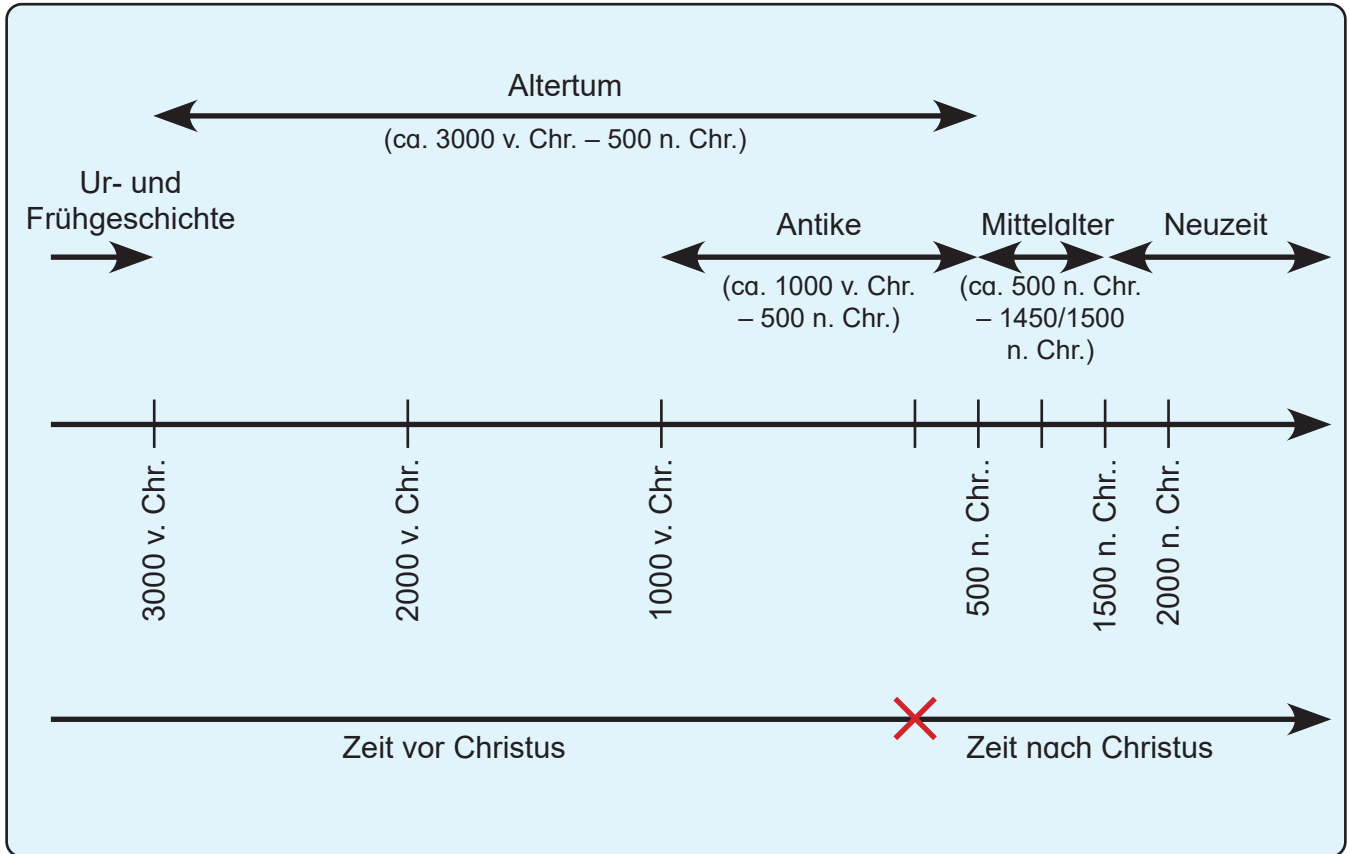 Altertum
(ca. 3000 v. Chr. – 500 n. Chr.)
Ur- und
Frühgeschichte
Antike
(ca. 1000 v. Chr.
– 500 n. Chr.)
Mittelalter
(ca. 500 n. Chr.
– 1450/1500
n. Chr.)
Neuzeit
3000 v. Chr.
2000 v. Chr.
1000 v. Chr.
500 n. Chr..
1500 n. Chr..
2000 n. Chr.
Zeit vor Christus
Zeit nach Christus